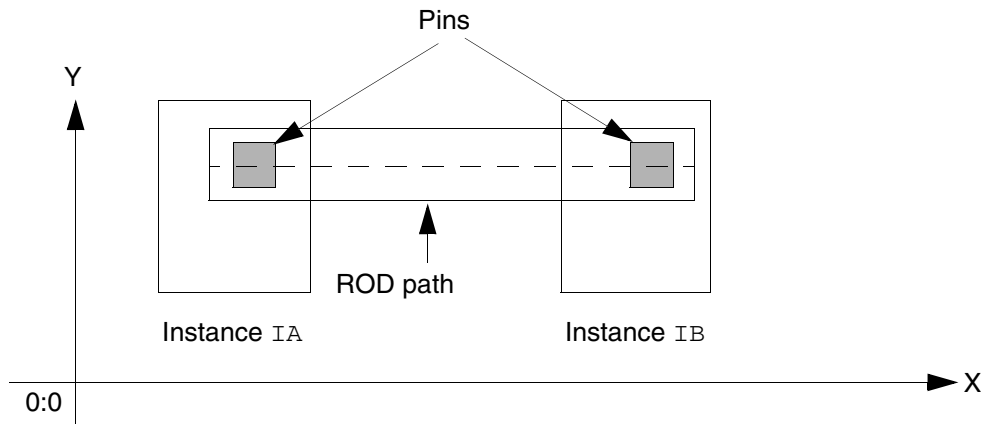 Pins
Y
ROD path
Instance IA
Instance IB
X
0:0